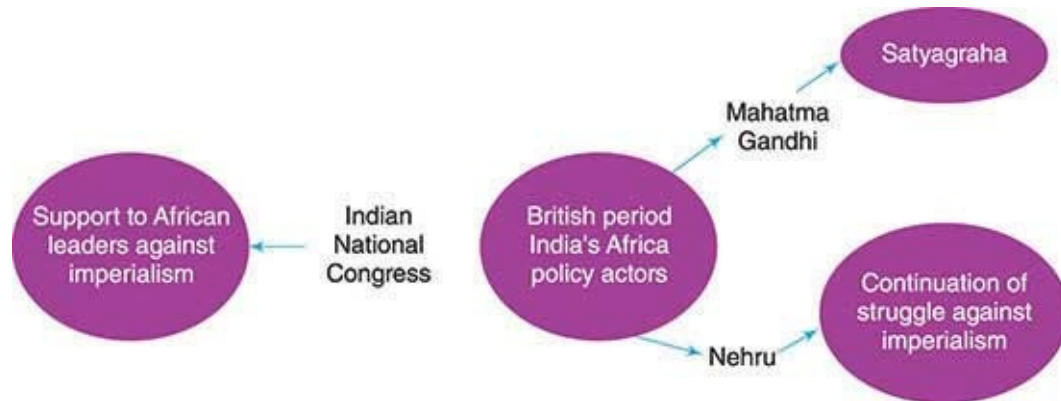 Support to African
leaders against
imperialism
Indian
National
Congress
British period
India's Africa
policy actors
Mahatma
Gandhi
Satyagraha
Nehru
Continuation of
struggle against
imperialism